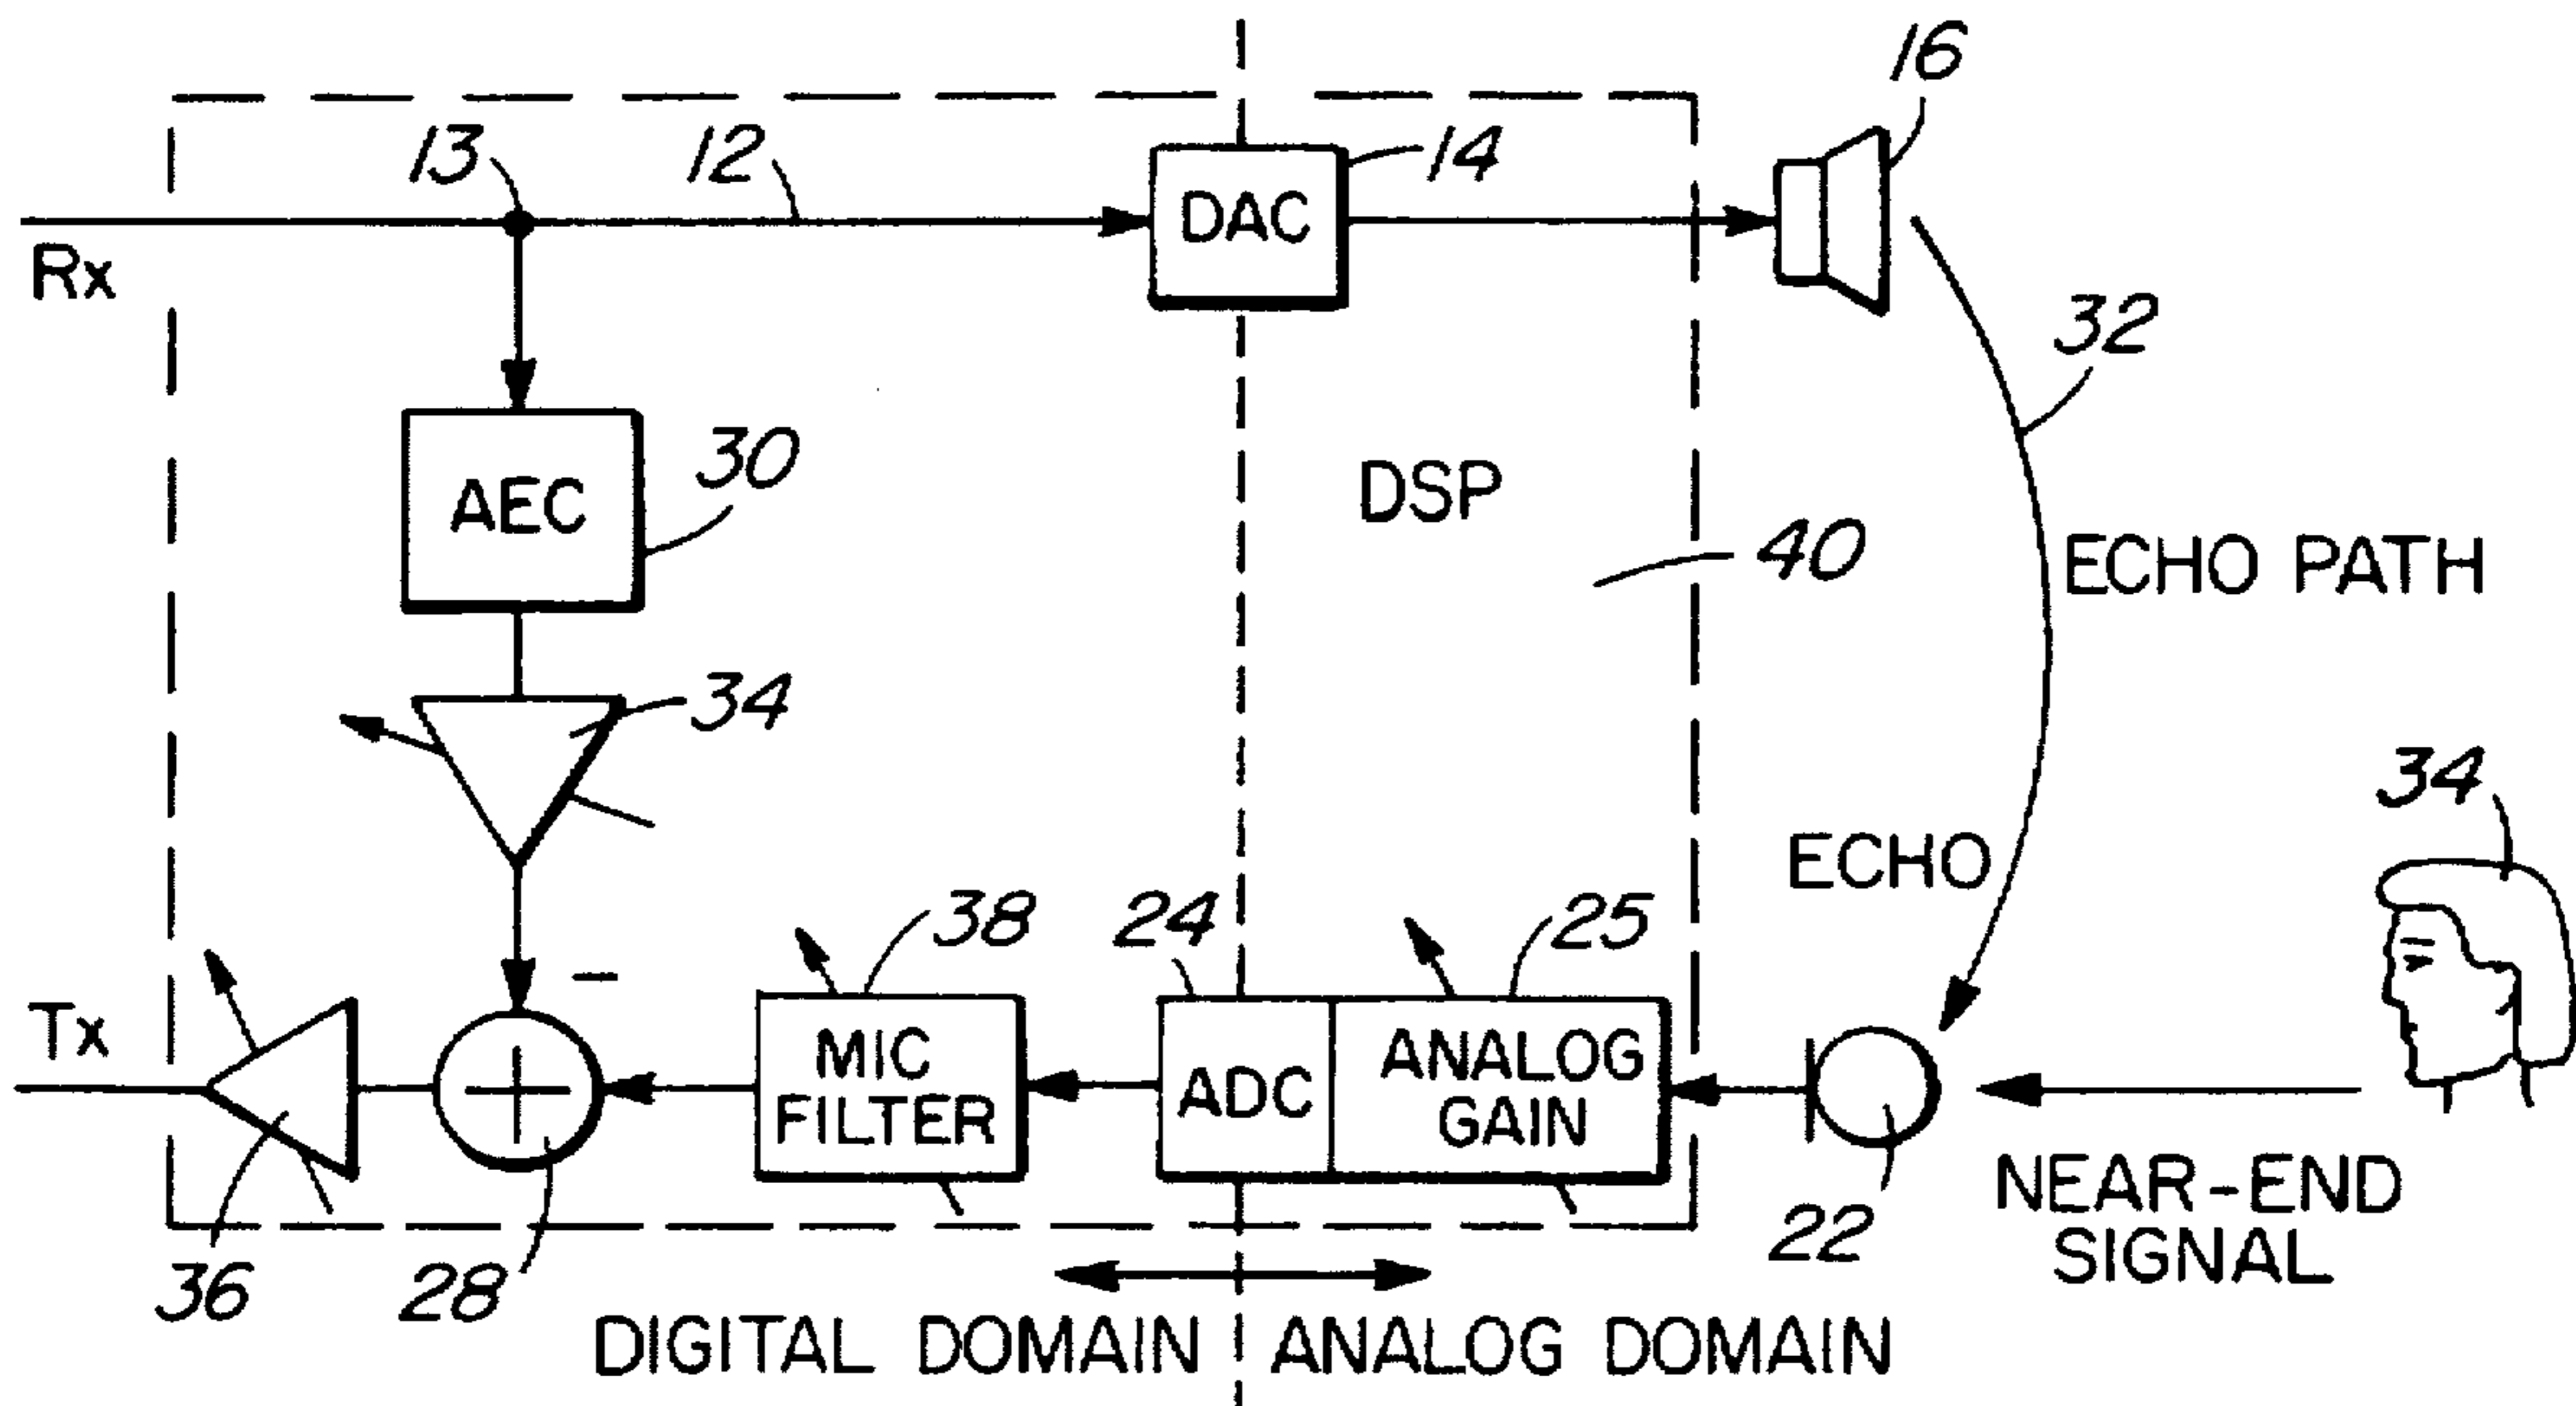 16
13
12
14
DAC
Rx
32
AEC
30
DSP
40
ECHO PATH
34
34
ECHO
38
24
25
Tx
MIC
FILTER
ADC
ANALOG
GAIN
22
NEAR-END
SIGNAL
36
28
DIGITAL DOMAIN
ANALOG DOMAIN